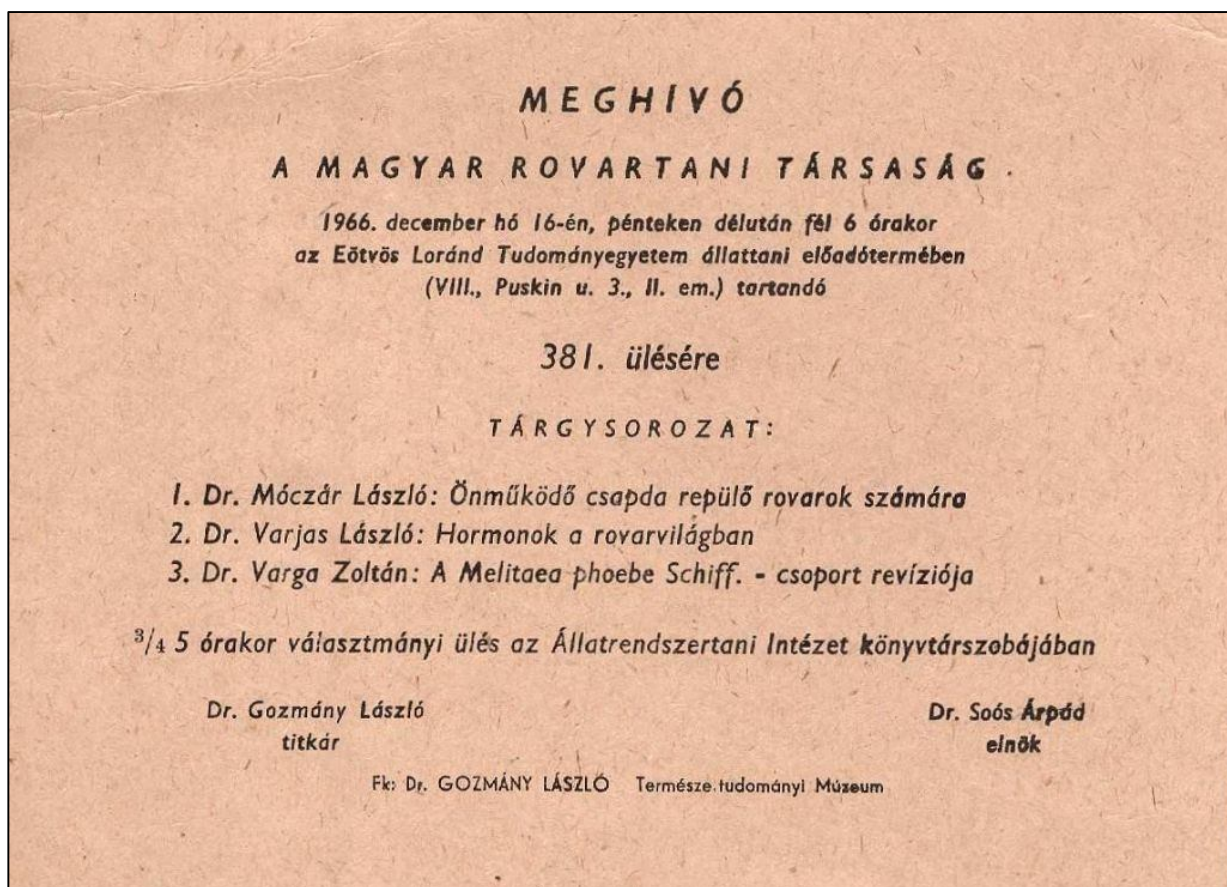 MEGHÍVÓ
A MAGYAR ROVARTANI TÁRSASÁG
1966. december hó 16-én, pénteken délután fél 6 órakor
az Eötvös Loránd Tudományegyetem állattani előadótermében
(VIII., Puskin u. 3., II. em.) tartandó
381. ülésére
TÁRGYSOROZAT:
1. Dr. Móczár László: Önműködő csapda repülő rovarok számára
2. Dr. Varjas László: Hormonok a rovarvilágban
3. Dr. Varga Zoltán: A Melitaea phoebe Schiff. - csoport revíziója
3/4 5 órakor választmányi ülés az Állatrendszertani Intézet könyvtárszobájában
Dr. Gozmány László Dr. Soós Árpád
titkár elnök
Fk: Dr. GOZMÁNY LÁSZLÓ Természe.tudományi Múzeum